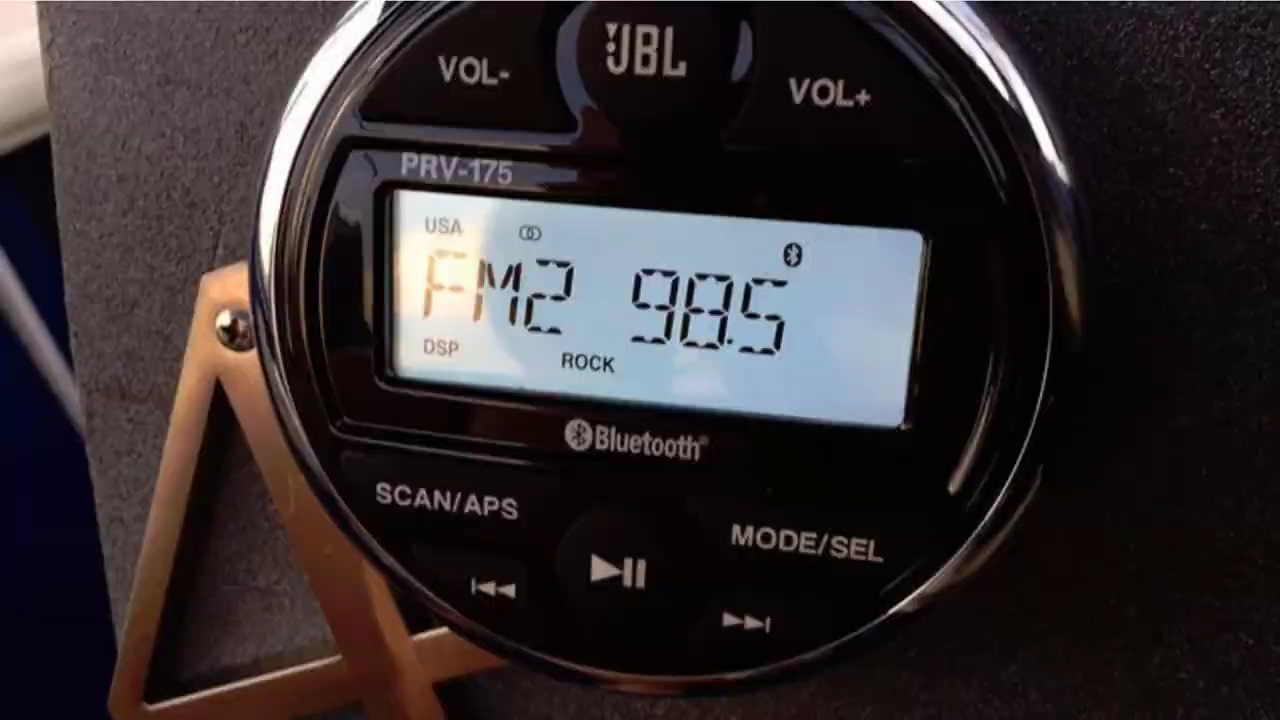 JBL
VOL-
VOL+
PRV-175
USA
FM2 98.5
DSP
ROCK
Bluetooth®
SCAN/APS
MODE/SEL